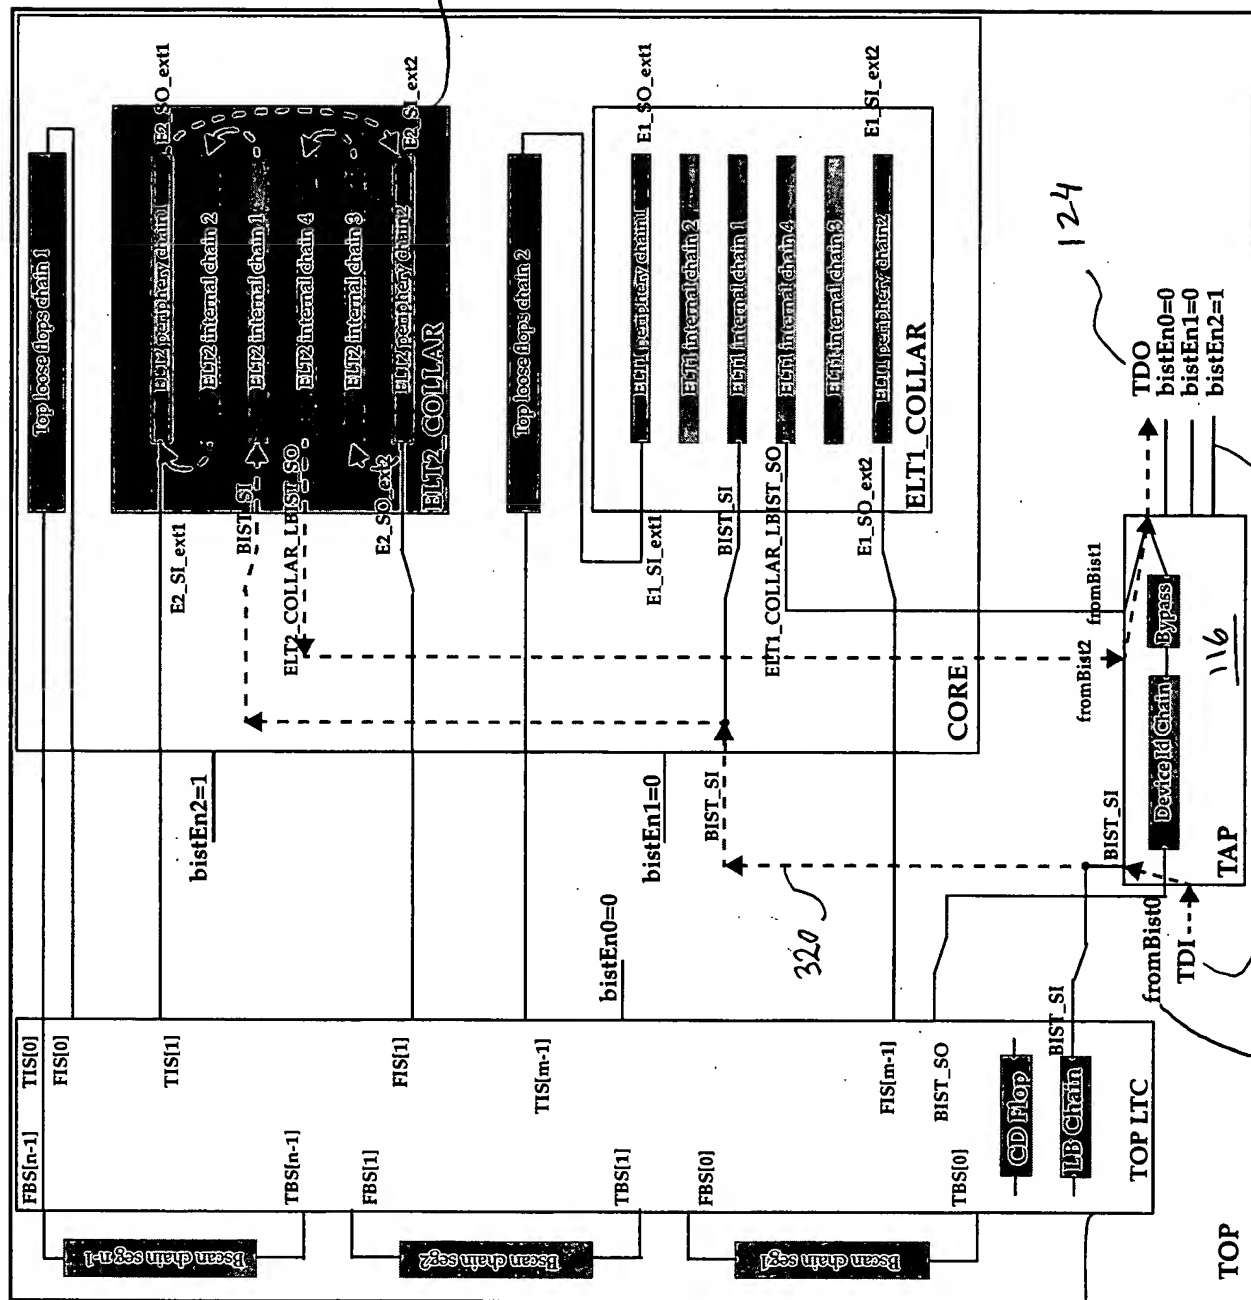 Top loose flops chain 1
E2_SO_ext1
E2_SI_ext2
ELT2 periphery chain1
ELT2 internal chain 2
ELT2 internal chain 1
ELT2 internal chain 4
ELT2 internal chain 3
ELT2 periphery chain2
ELT2_COLLAR
E2_SI_ext1
BIST_SI
ELT2_COLLAR_LBIST_SO
E2_SO_ext2
Top loose flops chain 2
E1_SO_ext1
E1_SI_ext2
ELT1 periphery chain1
ELT1 internal chain 2
ELT1 internal chain 1
ELT1 internal chain 4
ELT1 internal chain 3
ELT1 periphery chain2
ELT1_COLLAR
E1_SI_ext1
BIST_SI
ELT1_COLLAR_LBIST_SO
E1_SO_ext2
CORE
bistEn2=1
bistEn1=0
BIST_SI
bistEn0=0
320
124
TDO
bistEn0=0
bistEn1=0
bistEn2=1
fromBist1
fromBist2
Bypass
116
Device Id Chain
BIST_SI
TAP
fromBist0
TDI
TIS[0]
FIS[0]
TIS[1]
FIS[1]
TIS[m-1]
FIS[m-1]
BIST_SO
BIST_SI
CD Flop
LB Chain
TOP LTC
FBS[n-1]
TBS[n-1]
FBS[1]
TBS[1]
FBS[0]
TBS[0]
Bscan chain seg n-1
Bscan chain seg2
Bscan chain seg1
TOP